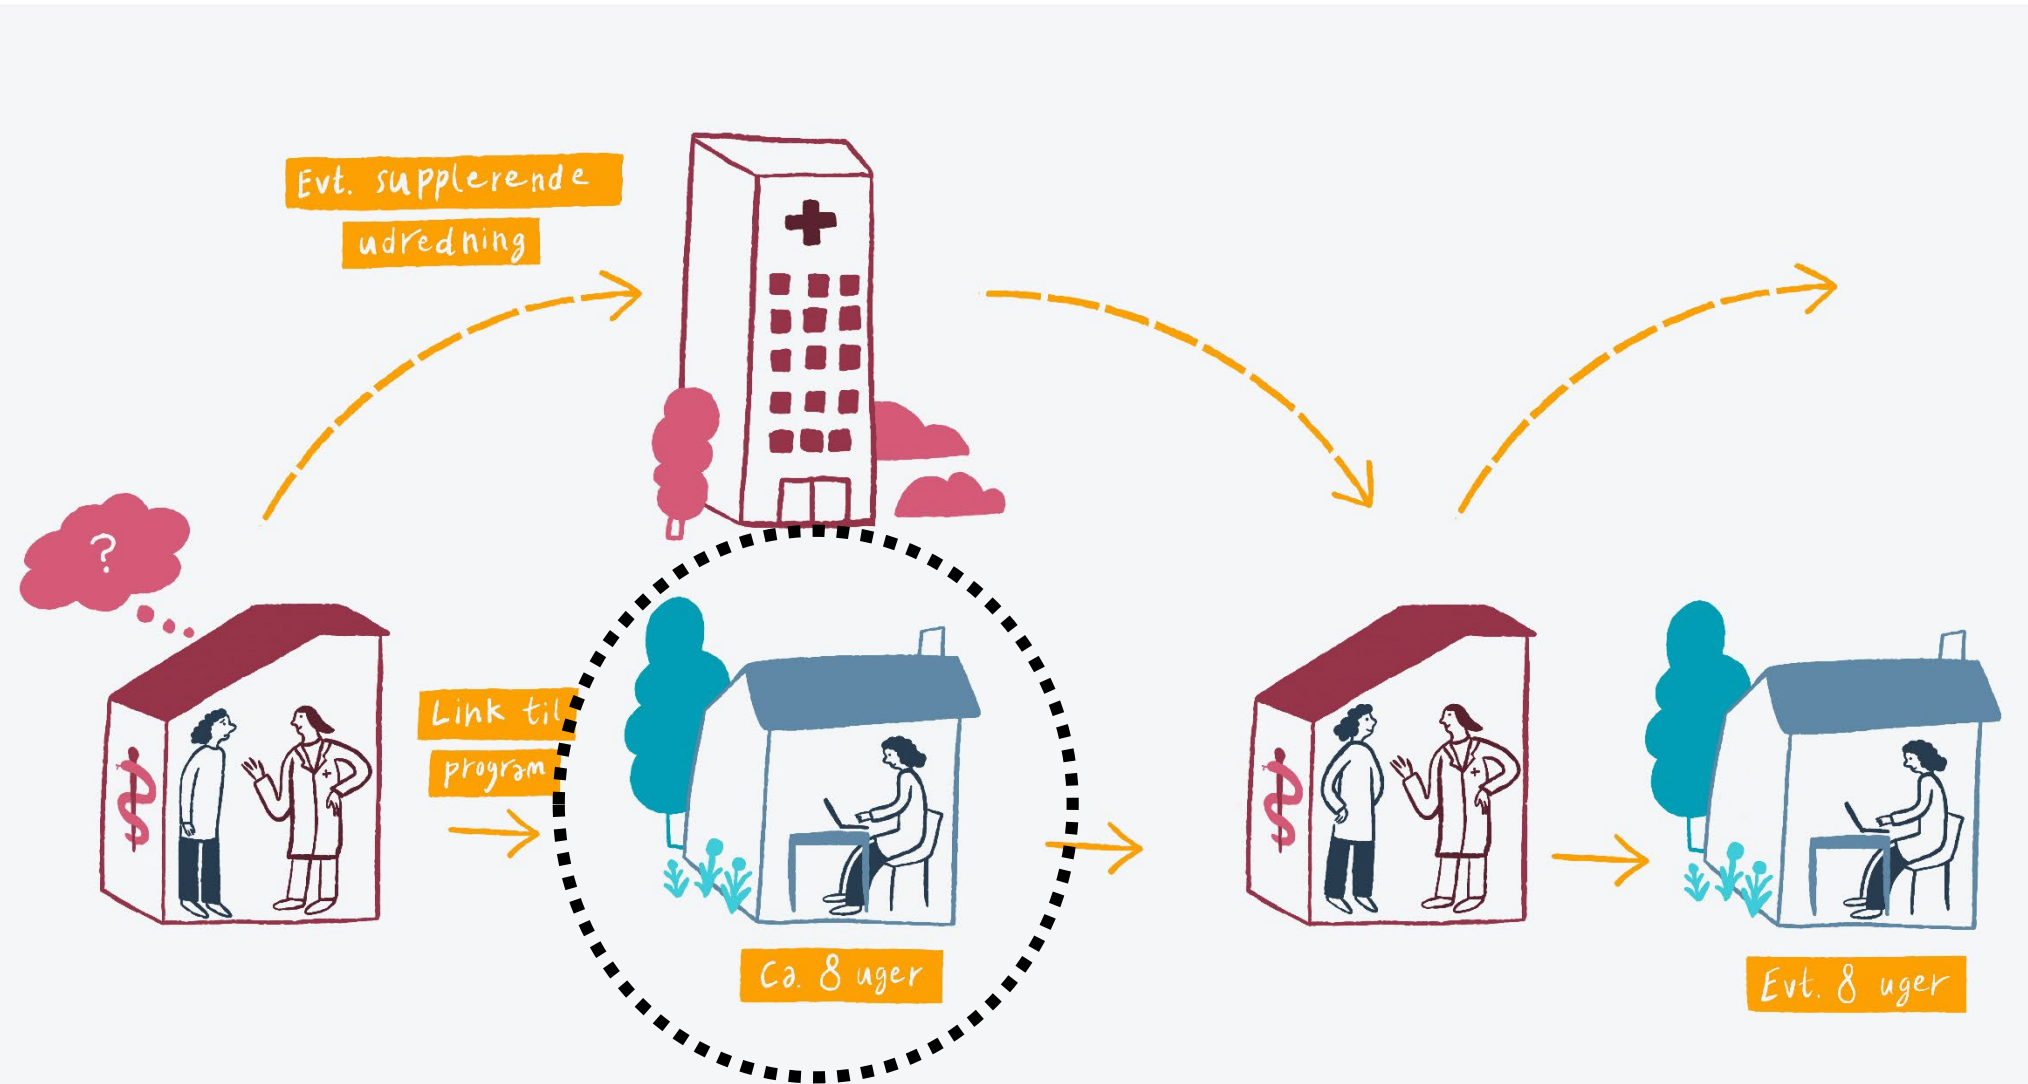 Evt. supplerende
udredning
?
Link til
program
Ca. 8 uger
Evt. 8 uger